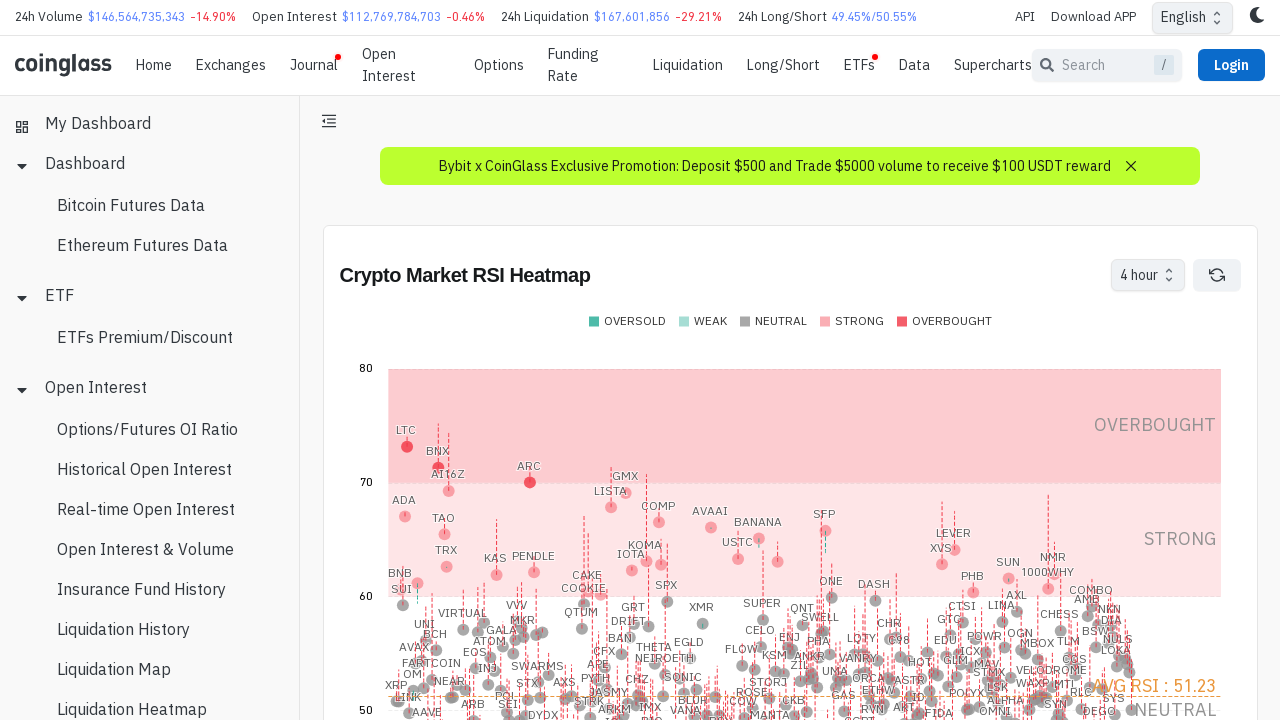 24h Volume $146,564,735,343 -14.90% Open Interest $112,769,784,703 -0.46% 24h Liquidation $167,601,856 -29.21% 24h Long/Short 49.45%/50.55% API Download APP English
coinglass Home Exchanges Journal Open Interest Options Funding Rate Liquidation Long/Short ETFs Data Supercharts Search / Login
My Dashboard
Dashboard
Bitcoin Futures Data
Ethereum Futures Data
ETF
ETFs Premium/Discount
Open Interest
Options/Futures OI Ratio
Historical Open Interest
Real-time Open Interest
Open Interest & Volume
Insurance Fund History
Liquidation History
Liquidation Map
Liquidation Heatmap
Bybit x CoinGlass Exclusive Promotion: Deposit $500 and Trade $5000 volume to receive $100 USDT reward
Crypto Market RSI Heatmap
4 hour
OVERSOLD WEAK NEUTRAL STRONG OVERBOUGHT
80
OVERBOUGHT
LTC
BNX
ARC
AI16Z
GMX
70
LISTA
ADA
COMP
AVAAI
SFP
TAO
BANANA
LEVER
STRONG
USTC
KOMA
XVS
TRX
IOTA
KAS PENDLE
NMR
SUN
BNB
CAKE
PHB
1000WHY
SUI
COOKIE
SPX
ONE
DASH
COMBO
60
AXL
AMB
VIRTUAL
VVV
QTUM
GRT
XMR
SUPER
QNT
CTSI
LINA
NKN
UNI
MKR
DRIFT
SWELL
CHR
GTC
CHESS
DIA
BCH
GALA
BAN
CELO
ENJ
PHA
LQTY
C98
EDU
POWR
OGN
TLM
BSW
NULS
AVAX
ATOM
CFX
THETA
EGLD
FLOW
KSM
ANKR
VANRY
HOT
GLM
ICX
MAV
MBOX
CGS
LOKA
FARTCOIN
EOS
INJ
SWARMS
APE
NEIROETH
ZIL
UMA
ORCA
ASTR
STMX
VELODROME
XRP
NEAR
STX
AXS
PYTH
CHZ
SONIC
STORJ
ETHW
LSK
WAXP
MTL
AVG RSI : 51.23
LINK
POL
JASMY
ROSE
GAS
POLYX
RLC
SYS
ARB
SEI
STRK
IMX
BLUR
COW
CKB
RVN
AKT
SYN
50
AAVE
DYDX
ARKM
VANA
MANTA
FIDA
OMNI
DEGO
ALPHA
NEUTRAL